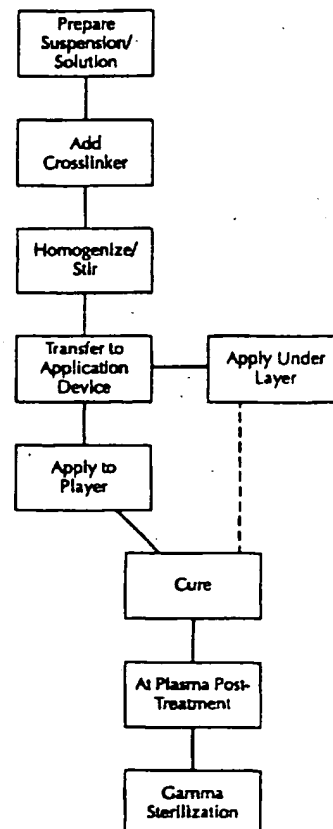 Prepare
Suspension/
Solution
Add
Crosslinker
Homogenize/
Stir
Transfer to
Application
Device
Apply Under
Layer
Apply to
Player
Cure
At Plasma Post-
Treatment
Gamma
Sterilization